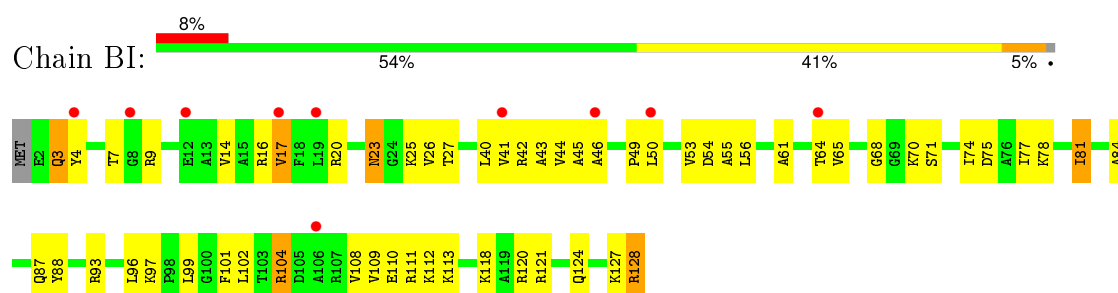 8%
Chain BI:
54% 41% 5% •
MET E2 Q3 Y4 T7 G8 R9 E12 A13 V14 A15 R16 V17 F18 L19 R20 N23 G24 K25 V26 T27 L40 V41 R42 A43 V44 A45 A46 P49 L50 V53 D54 A55 L56 A61 T64 V65 G68 G69 K70 S71 I74 D75 A76 I77 K78 I81 A84
Q87 Y88 R93 L96 K97 P98 L99 G100 F101 L102 T103 R104 D105 A106 R107 V108 V109 E110 R111 K112 K113 K118 A119 R120 R121 Q124 K127 R128